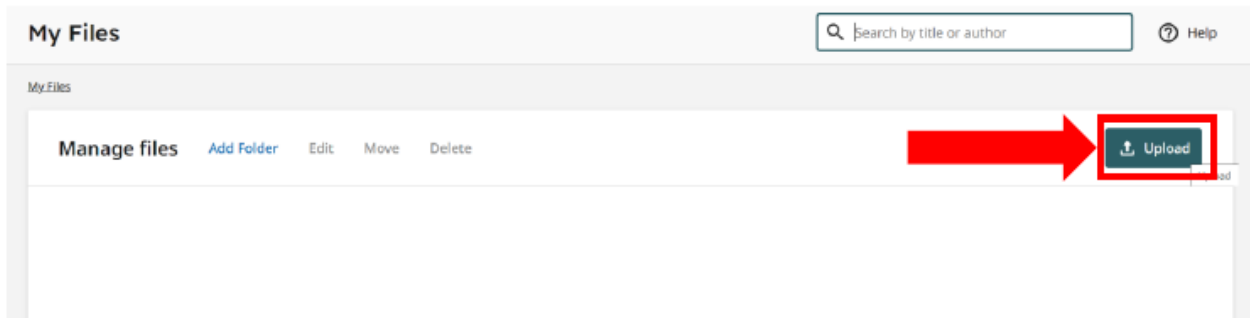 My Files
Search by title or author
Help
My Files
Manage files Add Folder Edit Move Delete
Upload